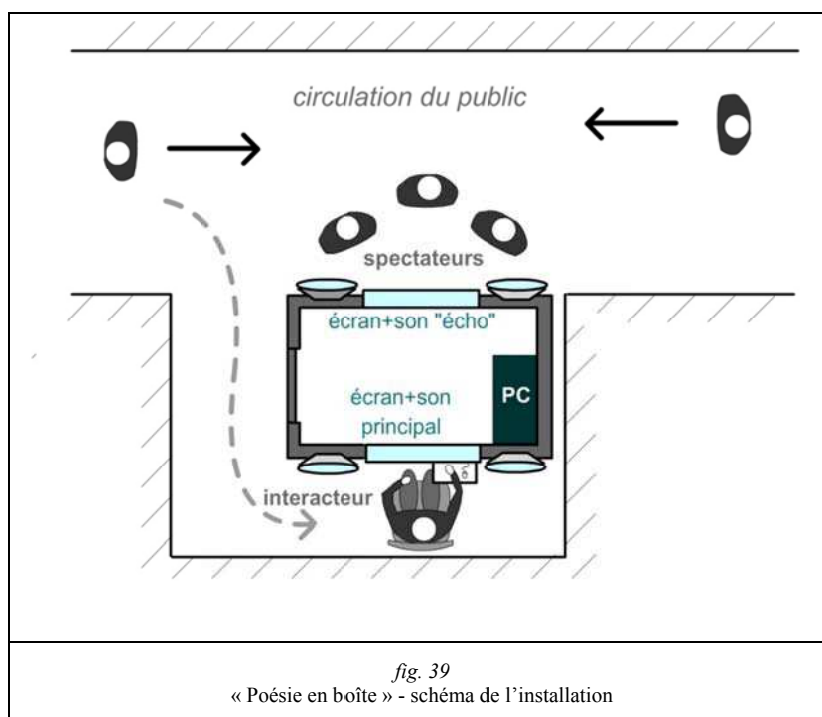 circulation du public
spectateurs
écran+son "écho"
écran+son
principal
PC
interacteur
fig. 39
« Poésie en boîte » - schéma de l’installation